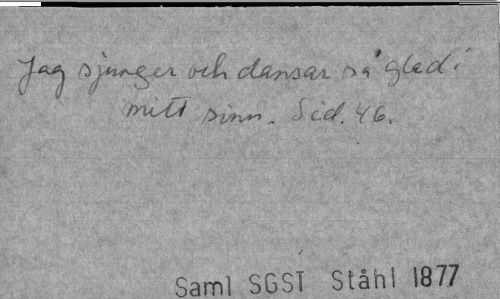 Jag sjunger och dansar så glad i
mitt sinn. Sid. 46.
Saml SGST Ståhl 1877